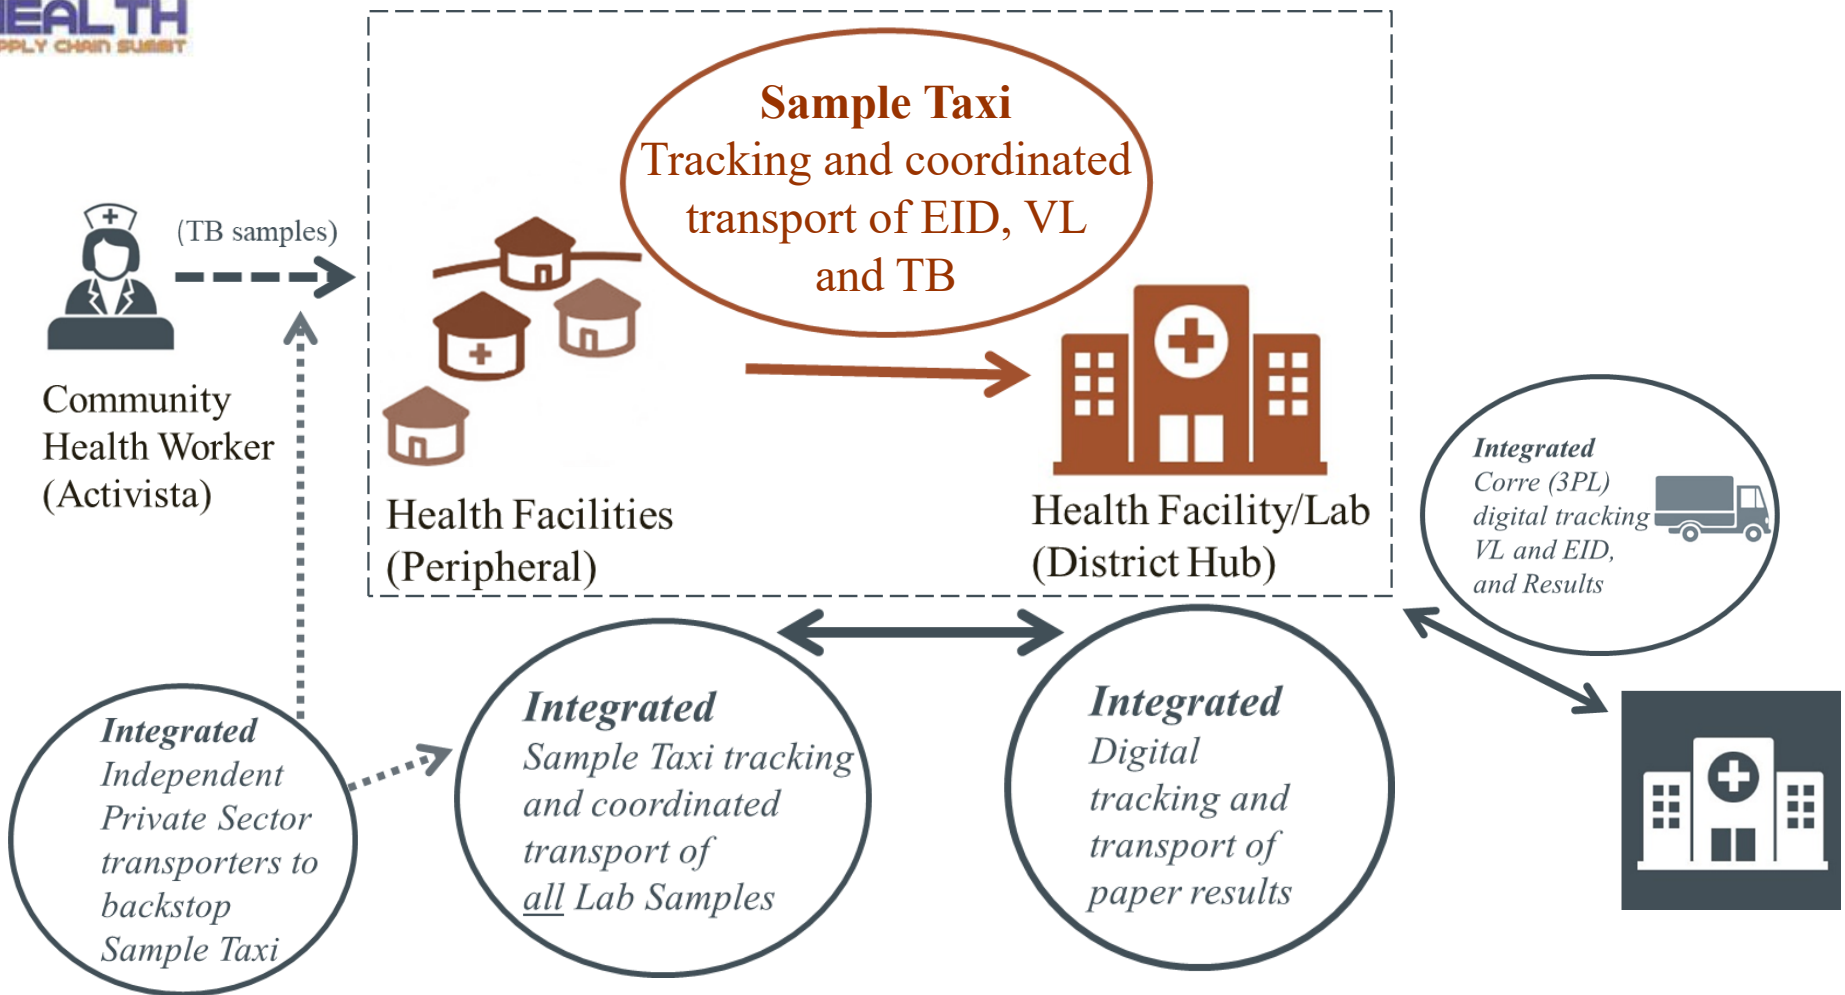 HEALTH
PPLY CHAIN SUMMIT
Sample Taxi
Tracking and coordinated
transport of EID, VL
and TB
(TB samples)
Community
Health Worker
(Activista)
Health Facilities
(Peripheral)
Health Facility/Lab
(District Hub)
Integrated
Corre (3PL)
digital tracking
VL and EID,
and Results
Integrated
Independent
Private Sector
transporters to
backstop
Sample Taxi
Integrated
Sample Taxi tracking
and coordinated
transport of
all Lab Samples
Integrated
Digital
tracking and
transport of
paper results